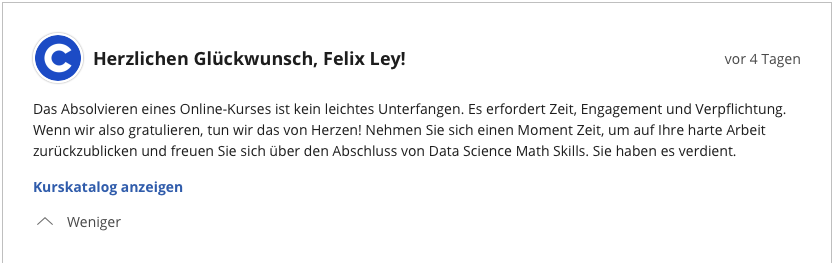 Herzlichen Glückwunsch, Felix Ley!
vor 4 Tagen
Das Absolvieren eines Online-Kurses ist kein leichtes Unterfangen. Es erfordert Zeit, Engagement und Verpflichtung.
Wenn wir also gratulieren, tun wir das von Herzen! Nehmen Sie sich einen Moment Zeit, um auf Ihre harte Arbeit
zurückzublicken und freuen Sie sich über den Abschluss von Data Science Math Skills. Sie haben es verdient.
Kurskatalog anzeigen
Weniger